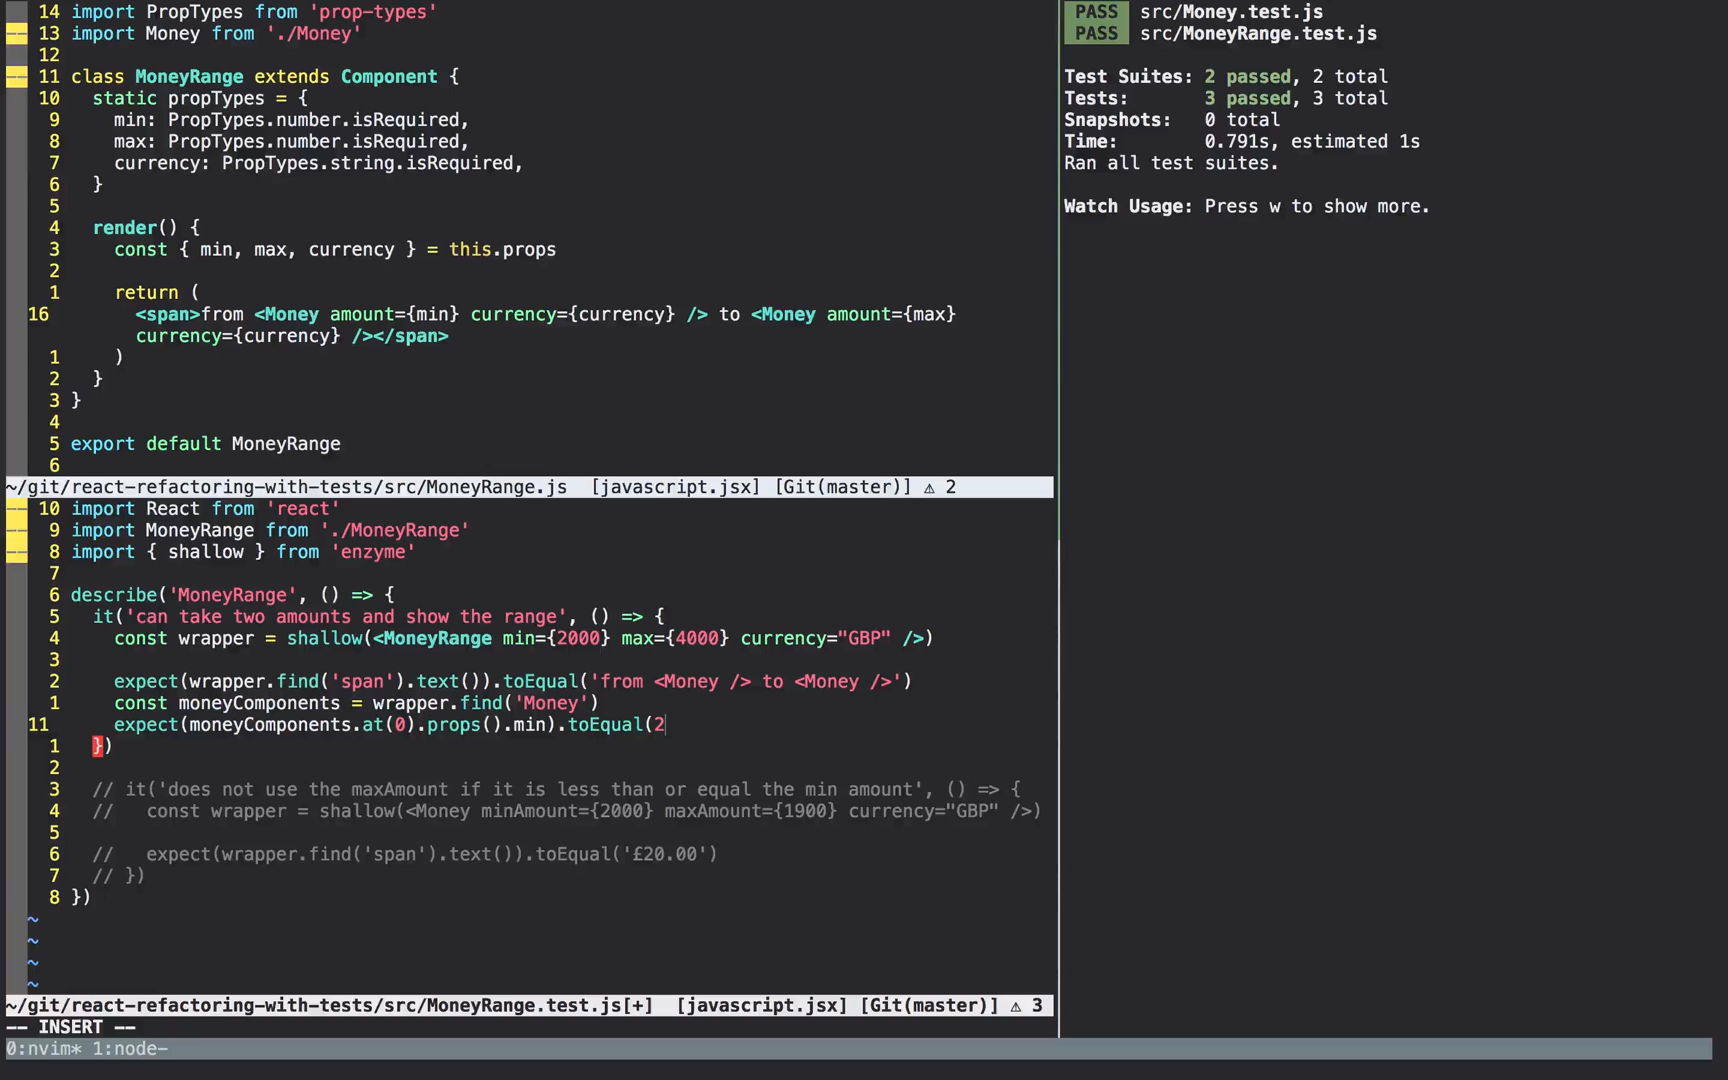 14 import PropTypes from 'prop-types'
13 import Money from './Money'
12
11 class MoneyRange extends Component {
10   static propTypes = {
9     min: PropTypes.number.isRequired,
8     max: PropTypes.number.isRequired,
7     currency: PropTypes.string.isRequired,
6   }
5
4   render() {
3     const { min, max, currency } = this.props
2
1     return (
16       <span>from <Money amount={min} currency={currency} /> to <Money amount={max}
currency={currency} /></span>
1     )
2   }
3 }
4
5 export default MoneyRange
6
~/git/react-refactoring-with-tests/src/MoneyRange.js  [javascript.jsx] [Git(master)] ⚠ 2
10 import React from 'react'
9 import MoneyRange from './MoneyRange'
8 import { shallow } from 'enzyme'
7
6 describe('MoneyRange', () => {
5   it('can take two amounts and show the range', () => {
4     const wrapper = shallow(<MoneyRange min={2000} max={4000} currency="GBP" />)
3
2     expect(wrapper.find('span').text()).toEqual('from <Money /> to <Money />')
1     const moneyComponents = wrapper.find('Money')
11     expect(moneyComponents.at(0).props().min).toEqual(2
1   })
2
3   // it('does not use the maxAmount if it is less than or equal the min amount', () => {
4   //   const wrapper = shallow(<Money minAmount={2000} maxAmount={1900} currency="GBP" />)
5
6   //   expect(wrapper.find('span').text()).toEqual('£20.00')
7   // })
8 })
~
~
~
~
~/git/react-refactoring-with-tests/src/MoneyRange.test.js[+]  [javascript.jsx] [Git(master)] ⚠ 3
-- INSERT --
0:nvim* 1:node-
PASS src/Money.test.js
PASS src/MoneyRange.test.js
Test Suites: 2 passed, 2 total
Tests:       3 passed, 3 total
Snapshots:   0 total
Time:        0.791s, estimated 1s
Ran all test suites.
Watch Usage: Press w to show more.